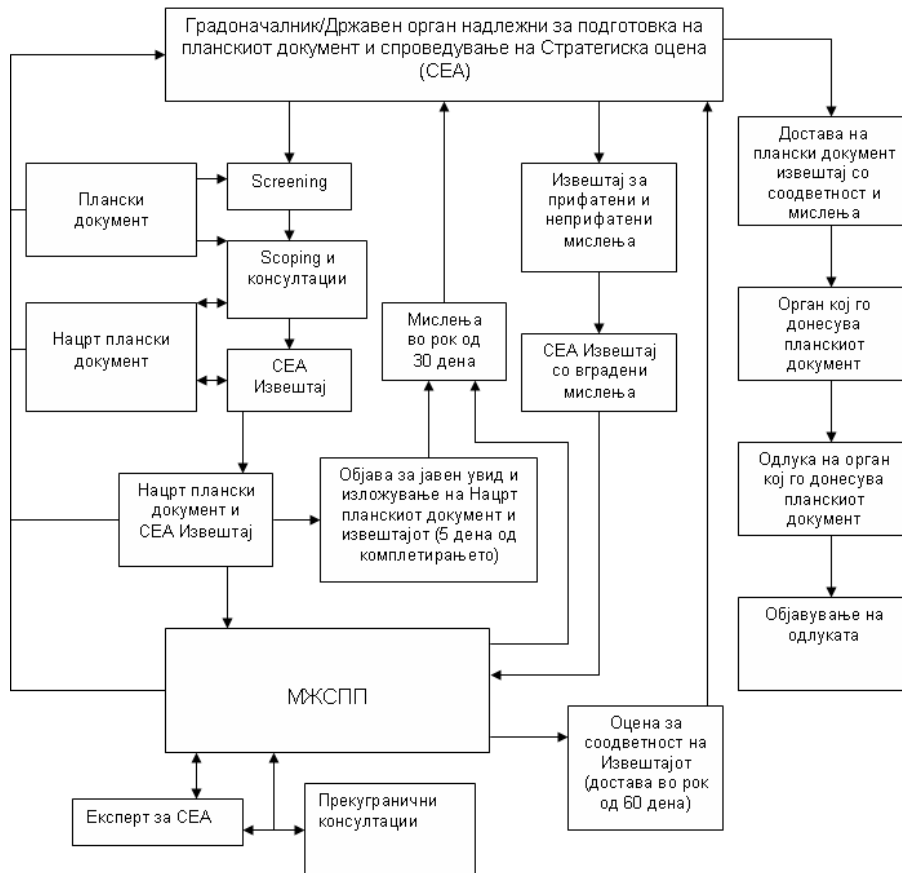 Градоначалник/Државен орган надлежни за подготовка на
планскиот документ и спроведување на Стратегиска оцена
(СЕА)
Плански
документ
Screening
Scoping и
консултации
Нацрт плански
документ
СЕА
Извештај
Нацрт плански
документ и
СЕА Извештај
Мислења
во рок од
30 дена
Објава за јавен увид и
изложување на Нацрт
планскиот документ и
извештајот (5 дена од
комплетирањето)
Извештај за
прифатени и
неприфатени
мислења
СЕА Извештај
со вградени
мислења
Достава на
плански документ
извештај со
соодветност и
мислења
Орган кој го
донесува
планскиот
документ
Одлука на орган
кој го донесува
планскиот
документ
Објавување на
одлуката
МЖСПП
Оцена за
соодветност на
Извештајот
(достава во рок
од 60 дена)
Експерт за СЕА
Прекугранични
консултации